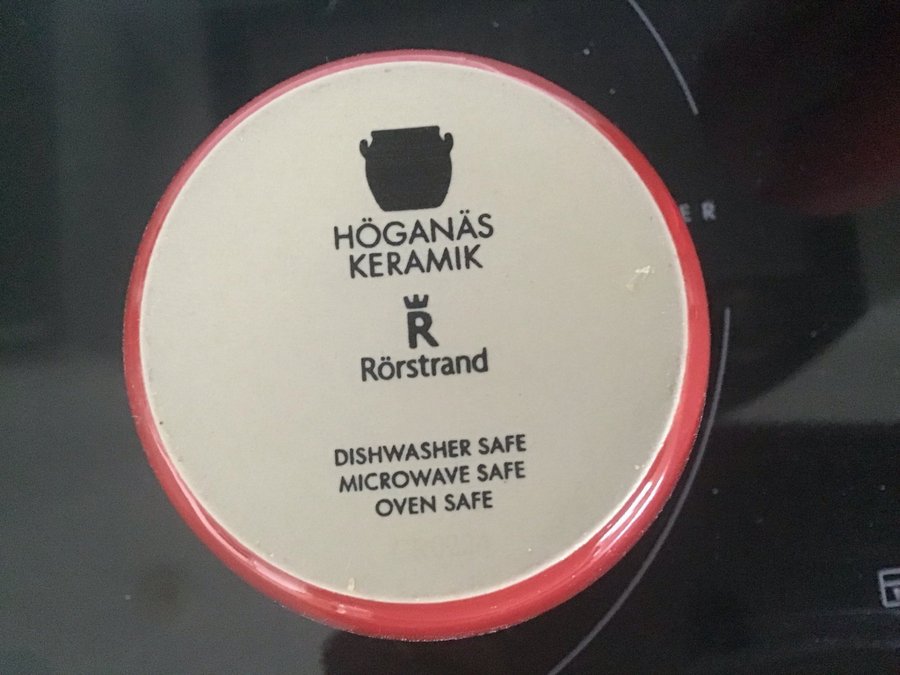 HÖGANÄS
KERAMIK
R
Rörstrand
DISHWASHER SAFE
MICROWAVE SAFE
OVEN SAFE
E R